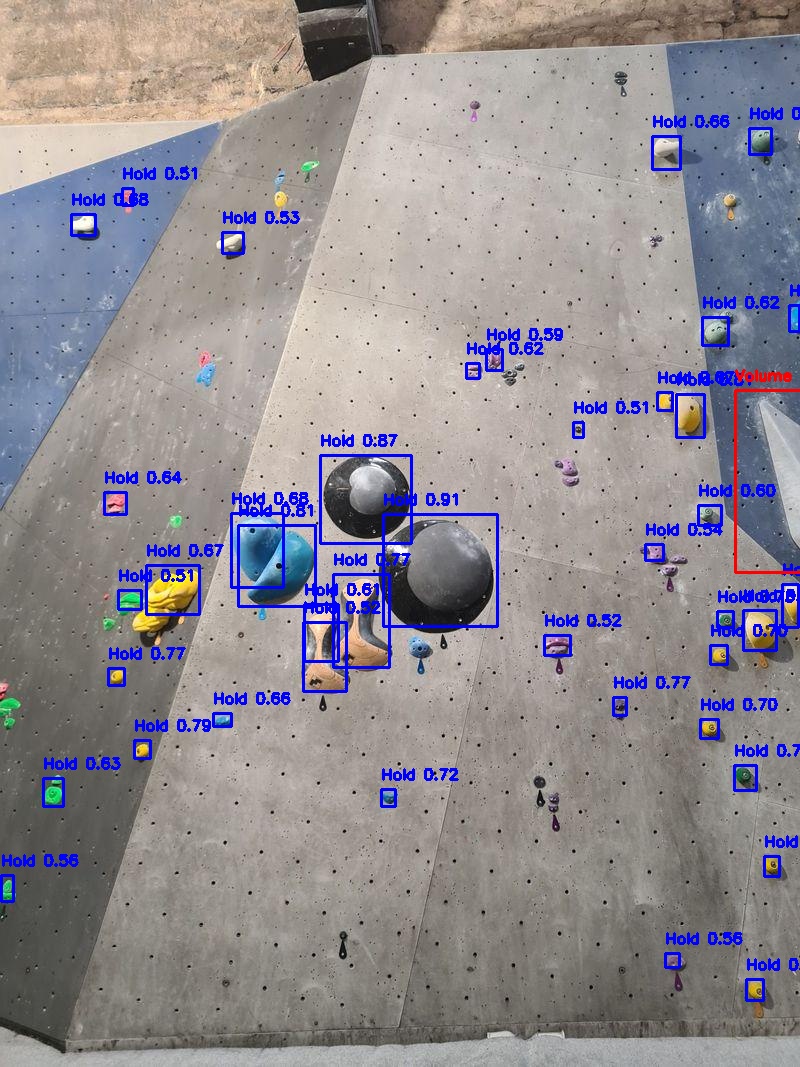 Hold 0.66
Hold 0.51
Hold 0.68
Hold 0.53
Hold 0.62
Hold 0.59
Hold 0.62
Volume
Hold 0.51
Hold 0.87
Hold 0.64
Hold 0.68
Hold 0.91
Hold 0.60
Hold 0.81
Hold 0.54
Hold 0.67
Hold 0.77
Hold 0.51
Hold 0.61
Hold 0.52
Hold 0.52
Hold 0.70
Hold 0.77
Hold 0.66
Hold 0.77
Hold 0.70
Hold 0.79
Hold 0.63
Hold 0.72
Hold 0.56
Hold 0.56